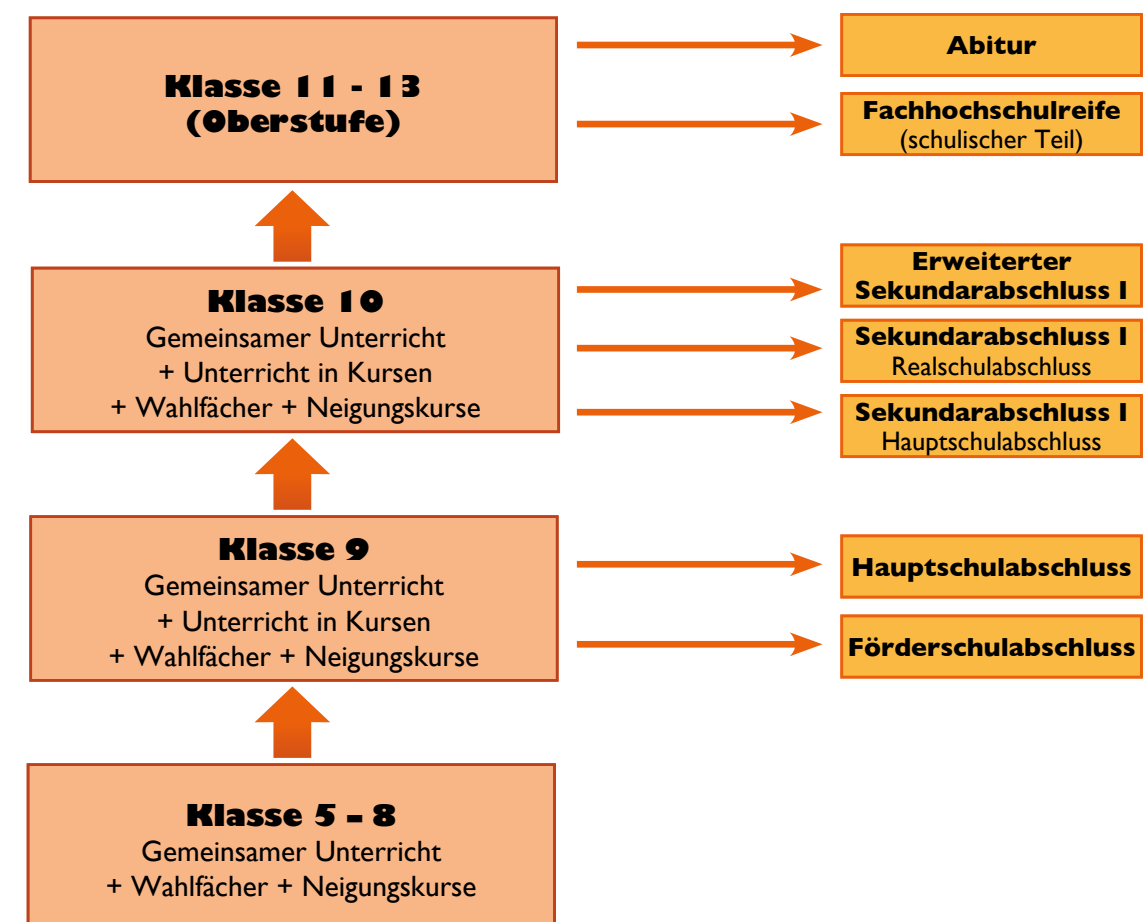 Klasse 11 - 13
(Oberstufe)
Abitur
Fachhochschulreife
(schulischer Teil)
Klasse 10
Gemeinsamer Unterricht
+ Unterricht in Kursen
+ Wahlfächer + Neigungskurse
Erweiterter
Sekundarabschluss I
Sekundarabschluss I
Realschulabschluss
Sekundarabschluss I
Hauptschulabschluss
Klasse 9
Gemeinsamer Unterricht
+ Unterricht in Kursen
+ Wahlfächer + Neigungskurse
Hauptschulabschluss
Förderschulabschluss
Klasse 5 – 8
Gemeinsamer Unterricht
+ Wahlfächer + Neigungskurse